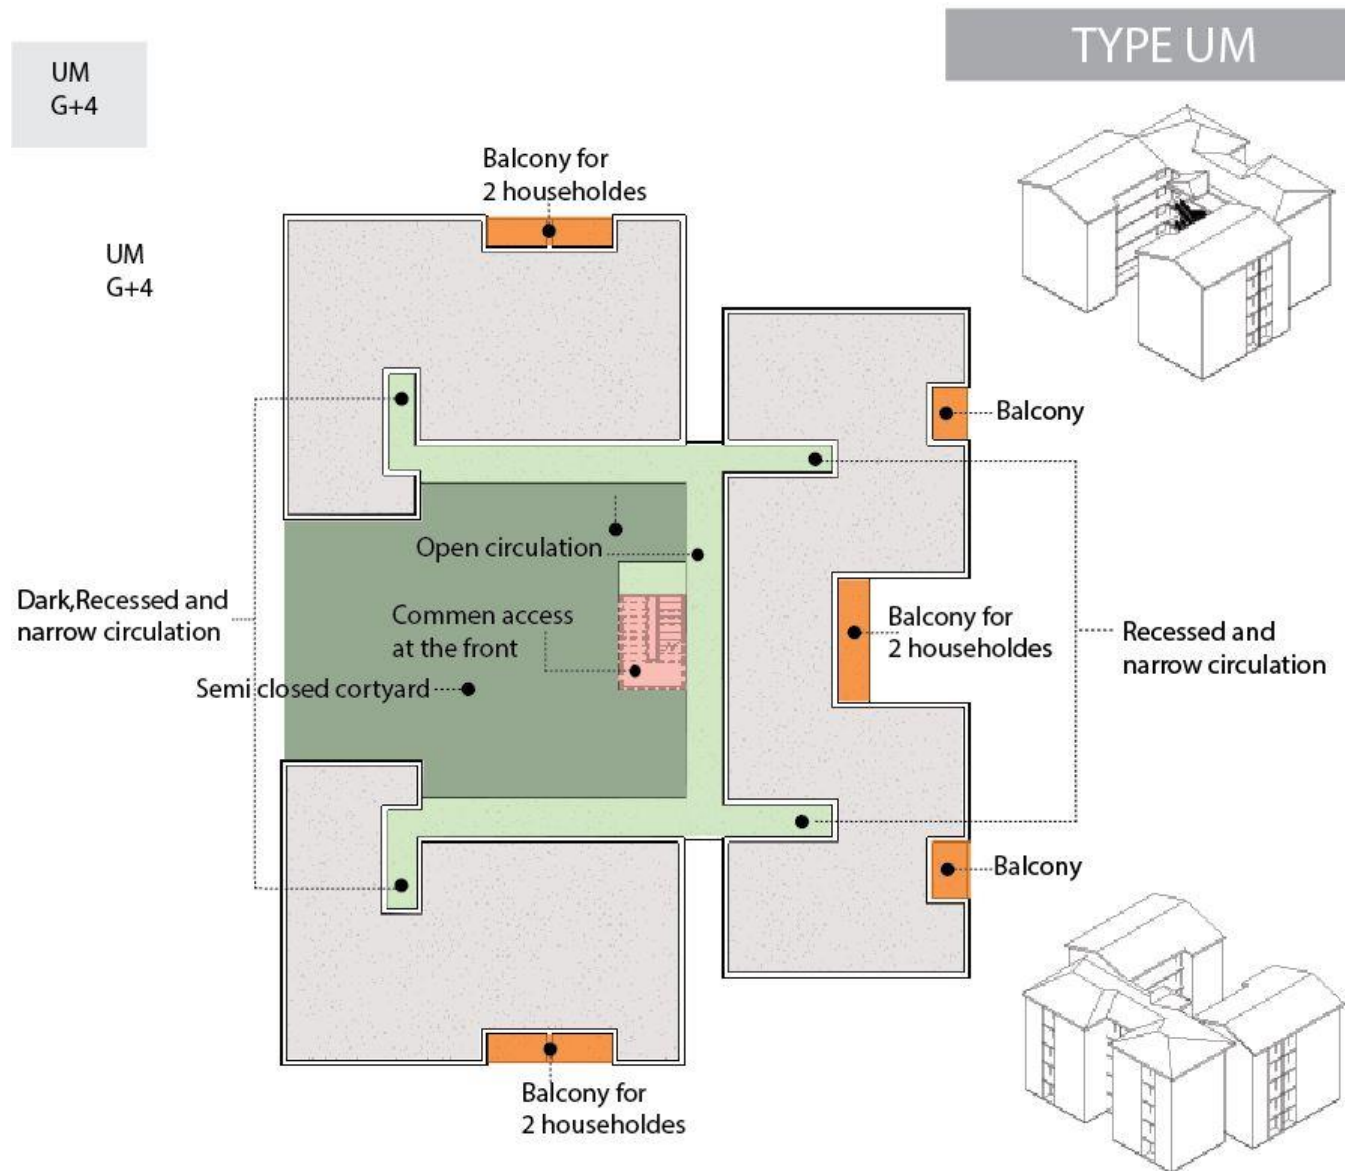 TYPE UM
UM
G+4
UM
G+4
Balcony for
2 householdes
Balcony
Open circulation
Dark,Recessed and
narrow circulation
Commen access
at the front
Balcony for
2 householdes
Recessed and
narrow circulation
Semi closed cortyard
Balcony
Balcony for
2 householdes